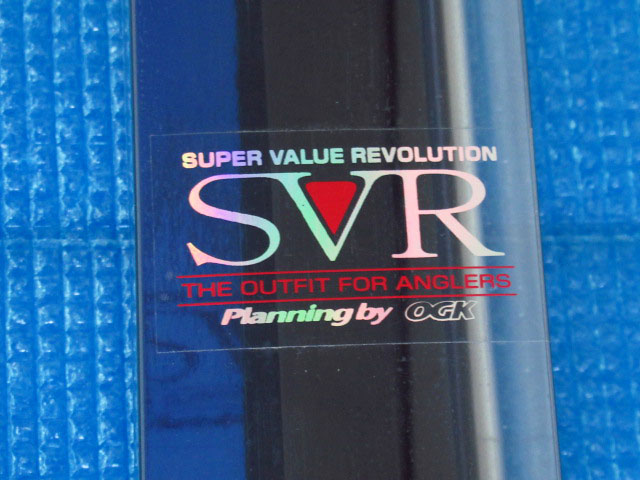 SUPER VALUE REVOLUTION
SVR
THE OUTFIT FOR ANGLERS
Planning by OGK